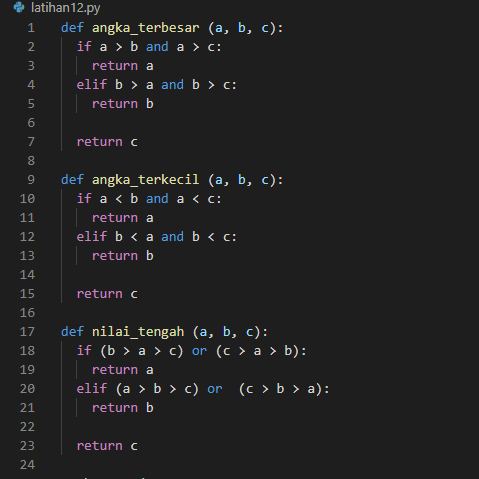 latihan12.py
1 def angka_terbesar (a, b, c):
2 if a > b and a > c:
3 return a
4 elif b > a and b > c:
5 return b
6
7 return c
8
9 def angka_terkecil (a, b, c):
10 if a < b and a < c:
11 return a
12 elif b < a and b < c:
13 return b
14
15 return c
16
17 def nilai_tengah (a, b, c):
18 if (b > a > c) or (c > a > b):
19 return a
20 elif (a > b > c) or  (c > b > a):
21 return b
22
23 return c
24